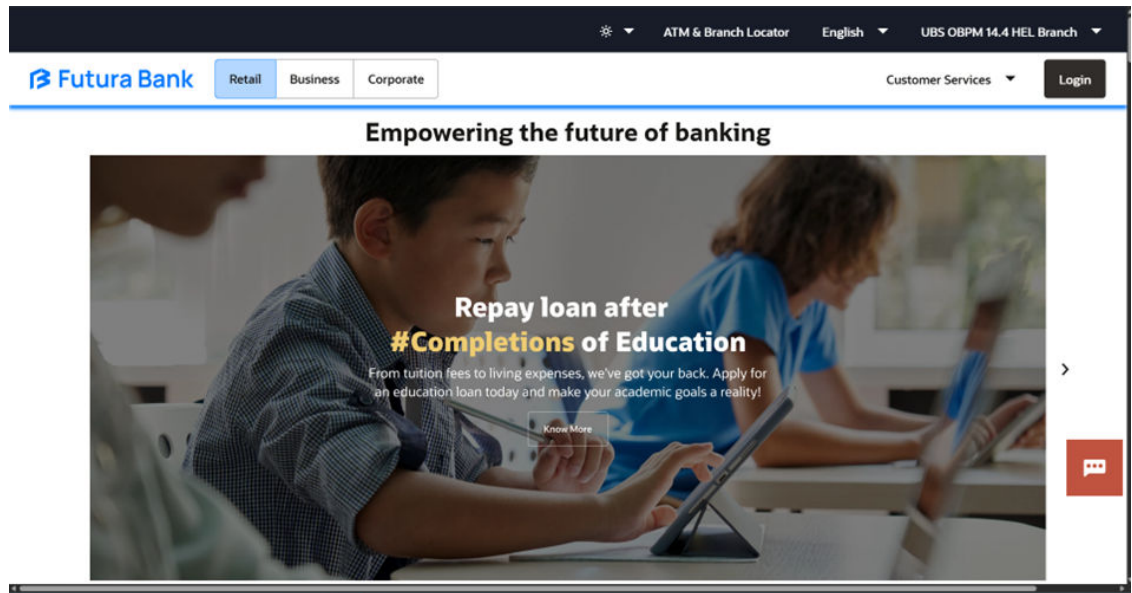 ATM & Branch Locator English UBS OBPM 14.4 HEL Branch
Futura Bank Retail Business Corporate Customer Services Login
Empowering the future of banking
Repay loan after
#Completions of Education
From tuition fees to living expenses, we've got your back. Apply for
an education loan today and make your academic goals a reality!
Know More